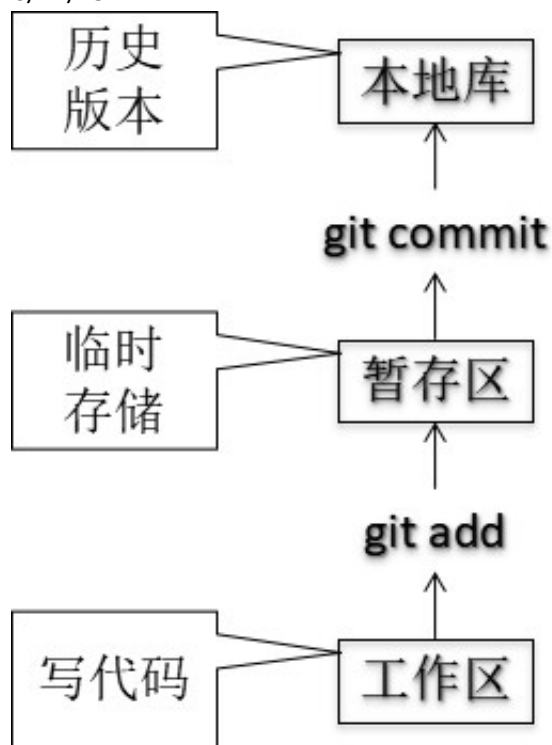 历史
版本
本地库
git commit
临时
存储
暂存区
git add
写代码
工作区